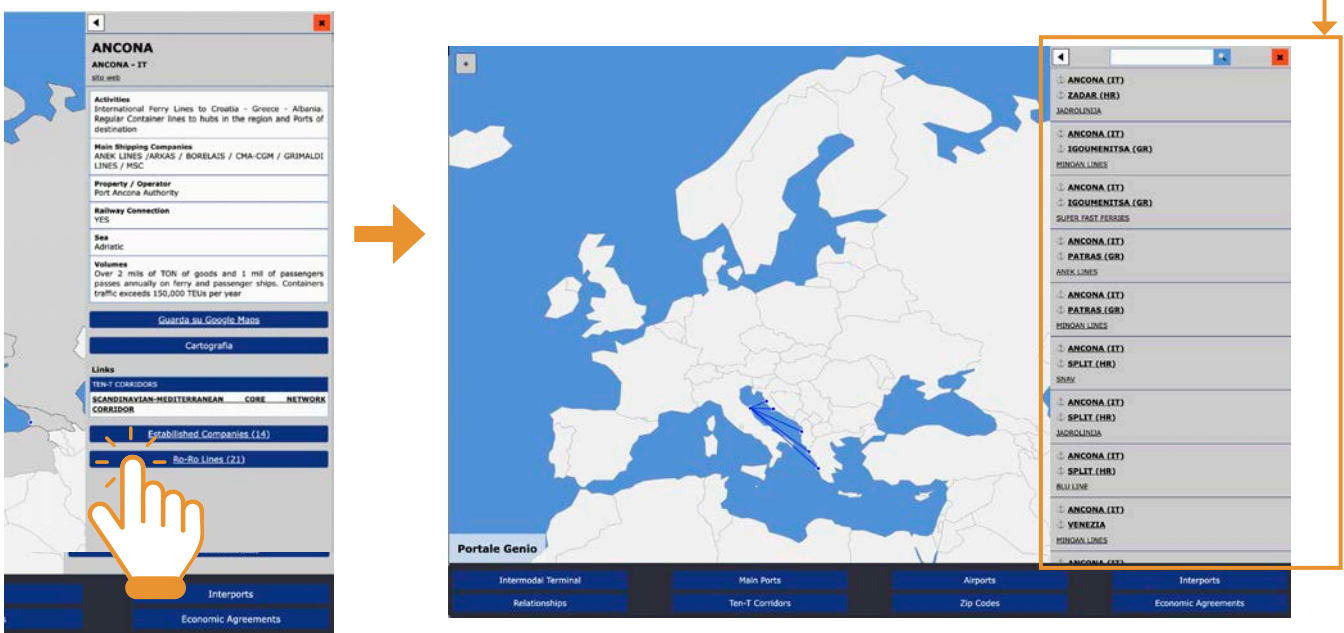 ANCONA
ANCONA - IT
sito web
Activities
International Ferry Lines to Croatia - Greece - Albania.
Regular Container lines to hubs in the region and Ports of
destination
Main Shipping Companies
ANEK LINES /ARKAS / BORELAIS / CMA-CGM / GRIMALDI
LINES / MSC
Property / Operator
Port Ancona Authority
Railway Connection
YES
Sea
Adriatic
Volumes
Over 2 mils of TON of goods and 1 mil of passengers
passes annually on ferry and passenger ships. Containers
traffic exceeds 150,000 TEUs per year
Guarda su Google Maps
Cartografia
Links
TEN-T CORRIDORS
SCANDINAVIAN-MEDITERRANEAN CORE NETWORK
CORRIDOR
Estabilished Companies (14)
Ro-Ro Lines (21)
Interports
Economic Agreements
ANCONA (IT)
ZADAR (HR)
JADROLINIJA
ANCONA (IT)
IGOUMENITSA (GR)
MINOAN LINES
ANCONA (IT)
IGOUMENITSA (GR)
SUPER FAST FERRIES
ANCONA (IT)
PATRAS (GR)
ANEK LINES
ANCONA (IT)
PATRAS (GR)
MINOAN LINES
ANCONA (IT)
SPLIT (HR)
SNAV
ANCONA (IT)
SPLIT (HR)
JADROLINIJA
ANCONA (IT)
SPLIT (HR)
BLU LINE
ANCONA (IT)
VENEZIA
MINOAN LINES
ANCONA (IT)
Portale Genio
Intermodal Terminal
Main Ports
Airports
Interports
Relationships
Ten-T Corridors
Zip Codes
Economic Agreements